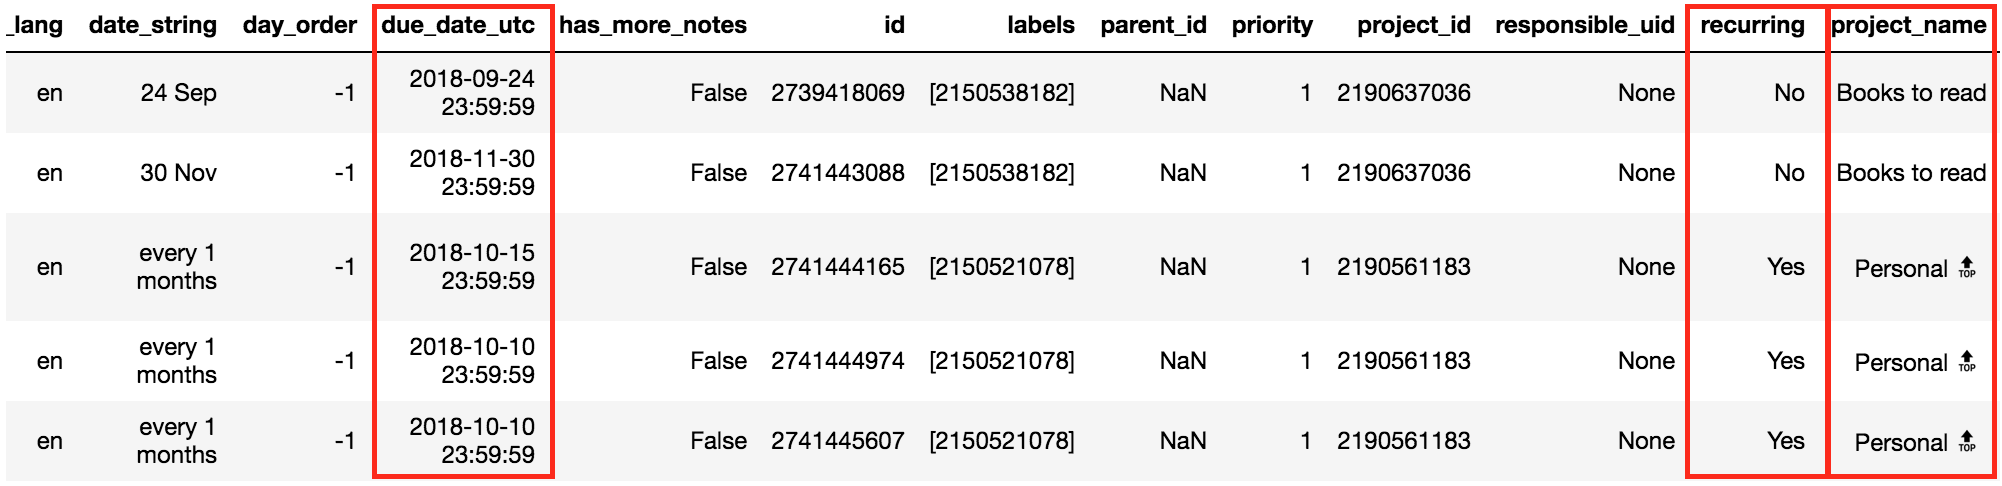 _lang date_string day_order due_date_utc has_more_notes id labels parent_id priority project_id responsible_uid recurring project_name
en 24 Sep -1 2018-09-24 23:59:59 False 2739418069 [2150538182] NaN 1 2190637036 None No Books to read
en 30 Nov -1 2018-11-30 23:59:59 False 2741443088 [2150538182] NaN 1 2190637036 None No Books to read
en every 1 months -1 2018-10-15 23:59:59 False 2741444165 [2150521078] NaN 1 2190561183 None Yes Personal 🔝
en every 1 months -1 2018-10-10 23:59:59 False 2741444974 [2150521078] NaN 1 2190561183 None Yes Personal 🔝
en every 1 months -1 2018-10-10 23:59:59 False 2741445607 [2150521078] NaN 1 2190561183 None Yes Personal 🔝